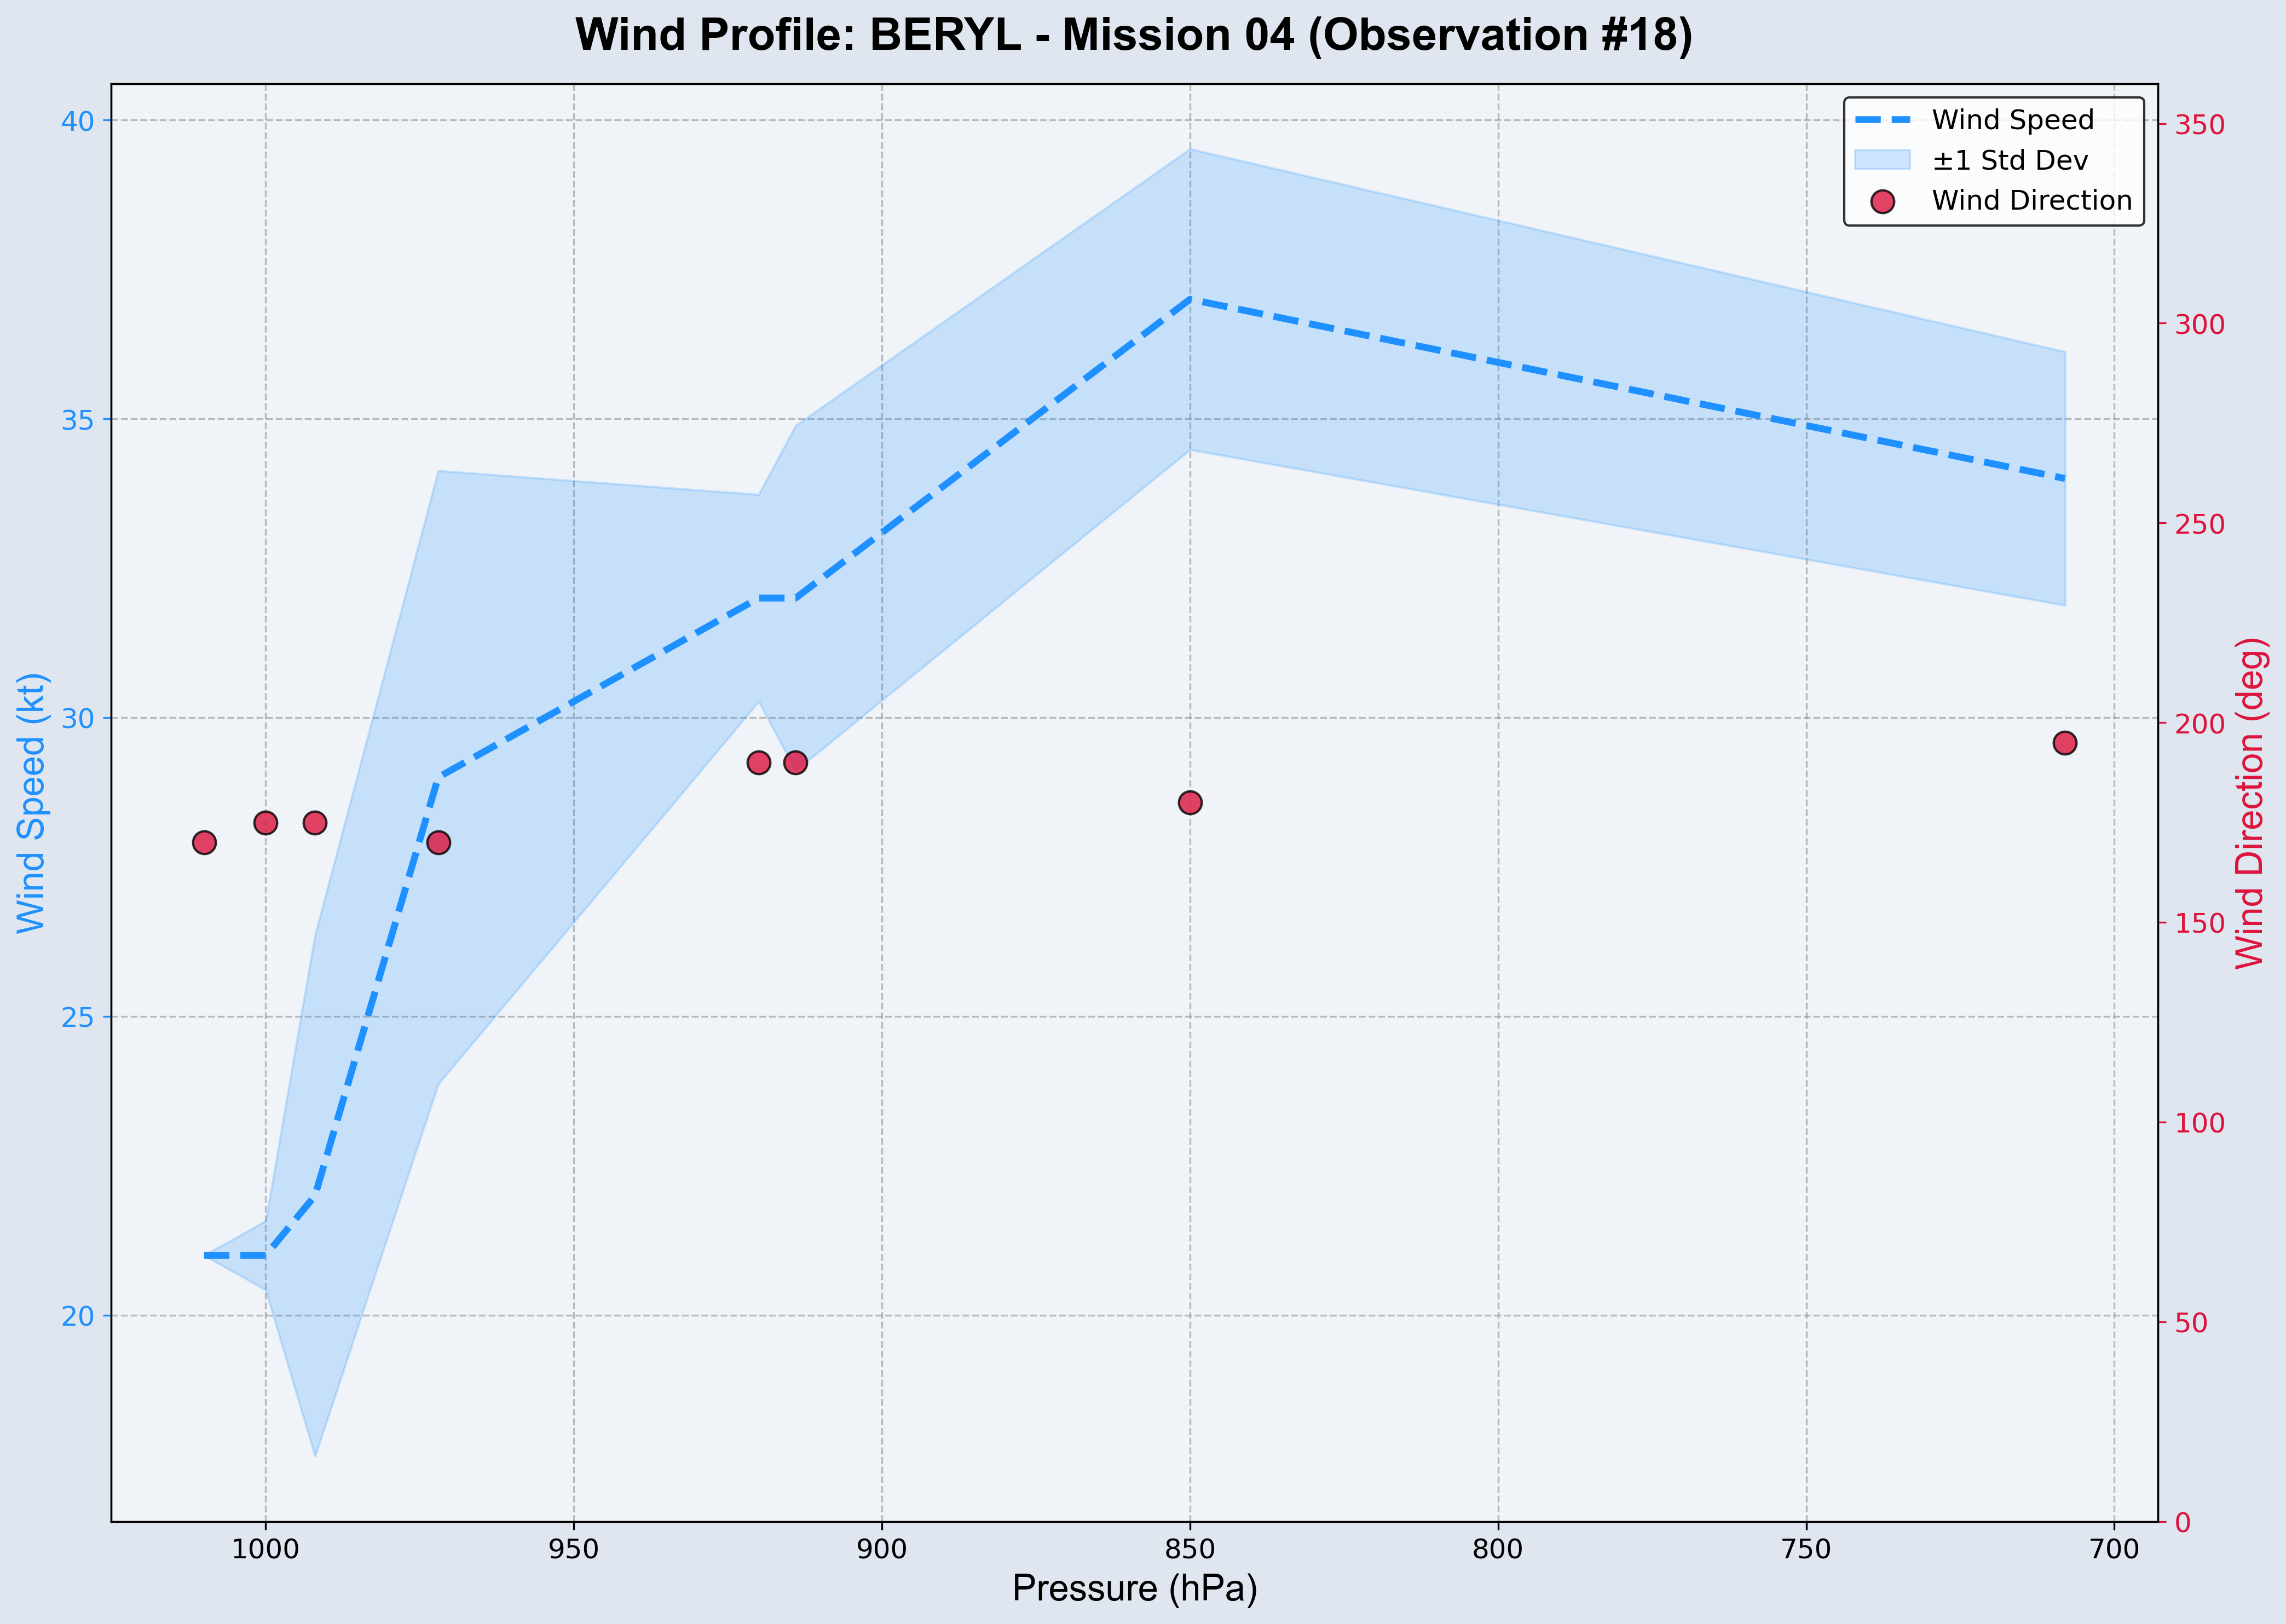 Wind Profile: BERYL - Mission 04 (Observation #18)
Wind Speed
±1 Std Dev
Wind Direction
40
35
30
25
20
Wind Speed (kt)
350
300
250
200
150
100
50
0
Wind Direction (deg)
1000 950 900 850 800 750 700
Pressure (hPa)